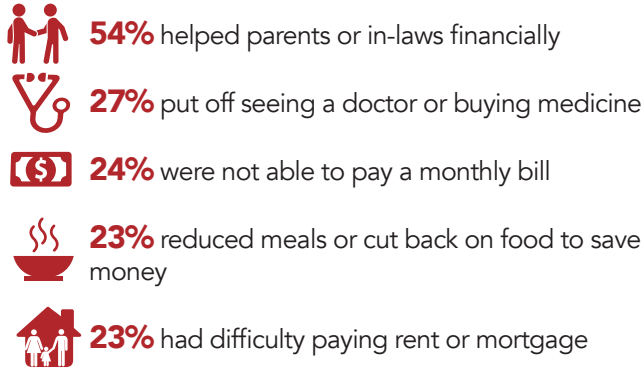 54% helped parents or in-laws financially
27% put off seeing a doctor or buying medicine
$
24% were not able to pay a monthly bill
23% reduced meals or cut back on food to save
money
23% had difficulty paying rent or mortgage